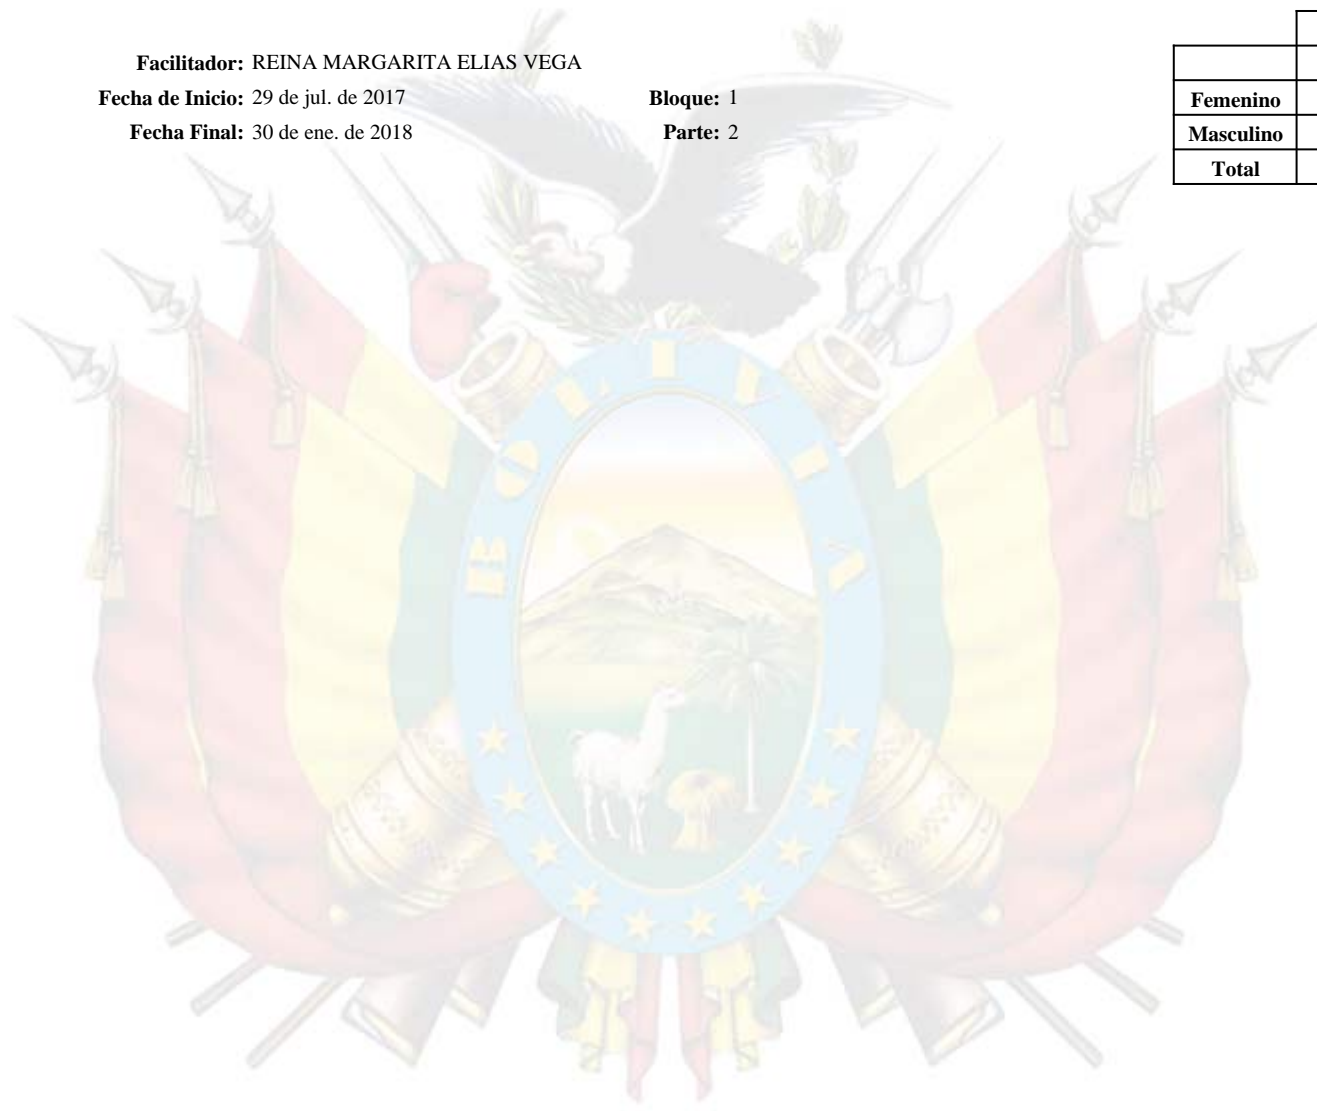 Facilitador: REINA MARGARITA ELIAS VEGA
Fecha de Inicio: 29 de jul. de 2017 Bloque: 1
Fecha Final: 30 de ene. de 2018 Parte: 2
Femenino
Masculino
Total
BOLIVIA